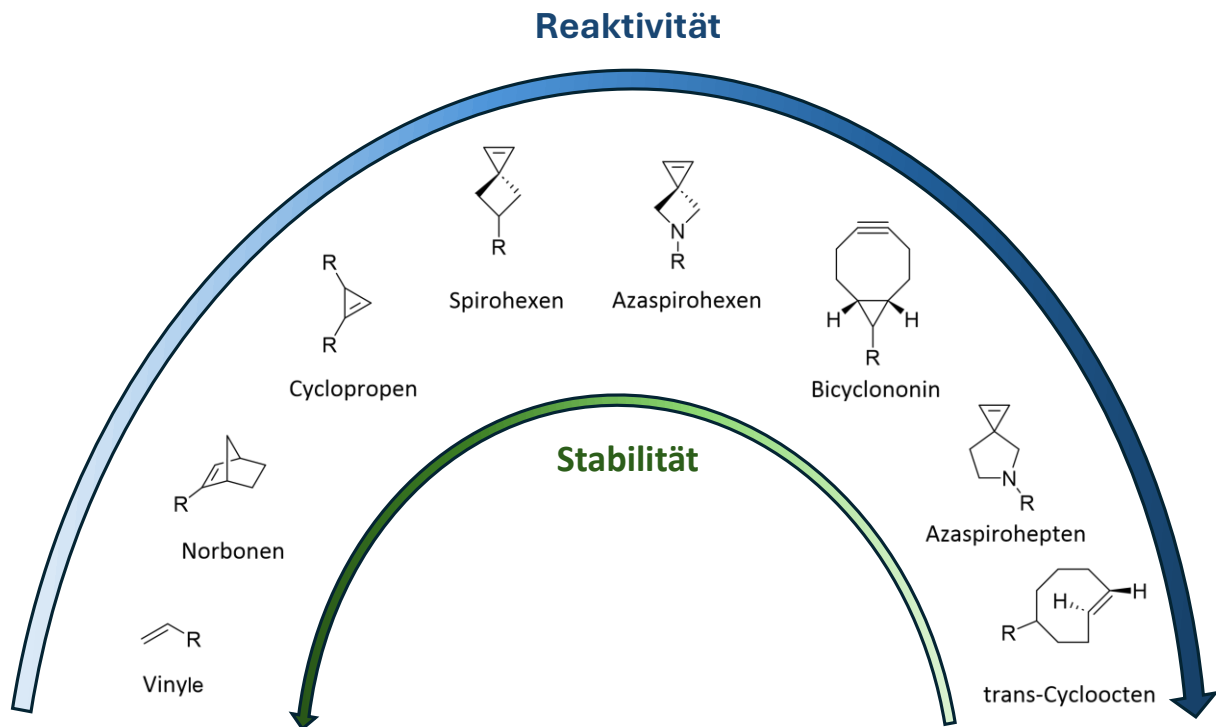 Reaktivität
Spirohexen
R
Azaspirohexen
N
R
Cyclopropen
R
R
Bicyclononin
H
H
R
Stabilität
Norbonen
R
Azaspirohepten
N
R
Vinyle
R
trans-Cycloocten
H
H
R